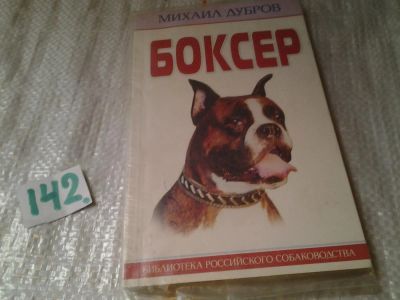 МИХАИЛ ДУБРОВ
БОКСЕР
142.
БИБЛИОТЕКА РОССИЙСКОГО СОБАКОВОДСТВА